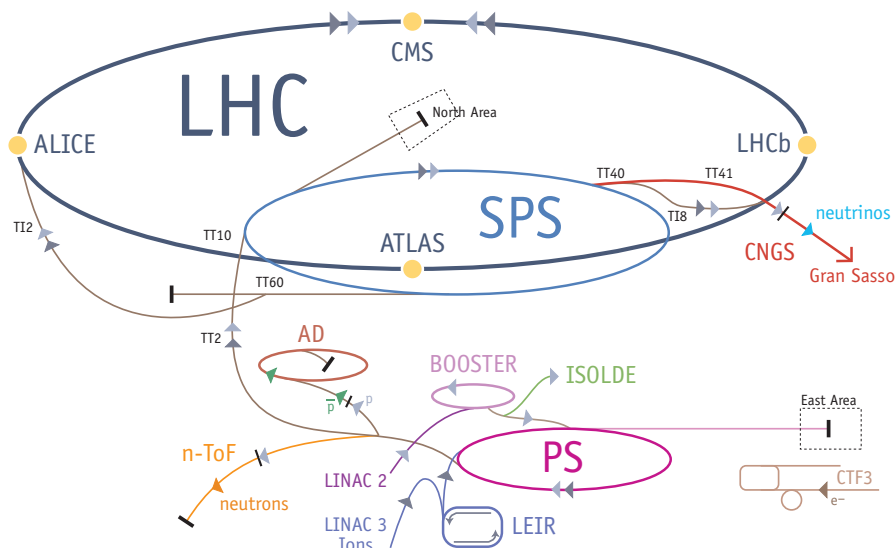 CMS
LHC
North Area
ALICE
LHCb
TT40
TT41
SPS
TI2
TT10
TI8
neutrinos
ATLAS
CNGS
Gran Sasso
TT60
TT2
AD
BOOSTER
ISOLDE
p̅
p
East Area
n-ToF
PS
LINAC 2
neutrons
CTF3
e−
LINAC 3
Ions
LEIR